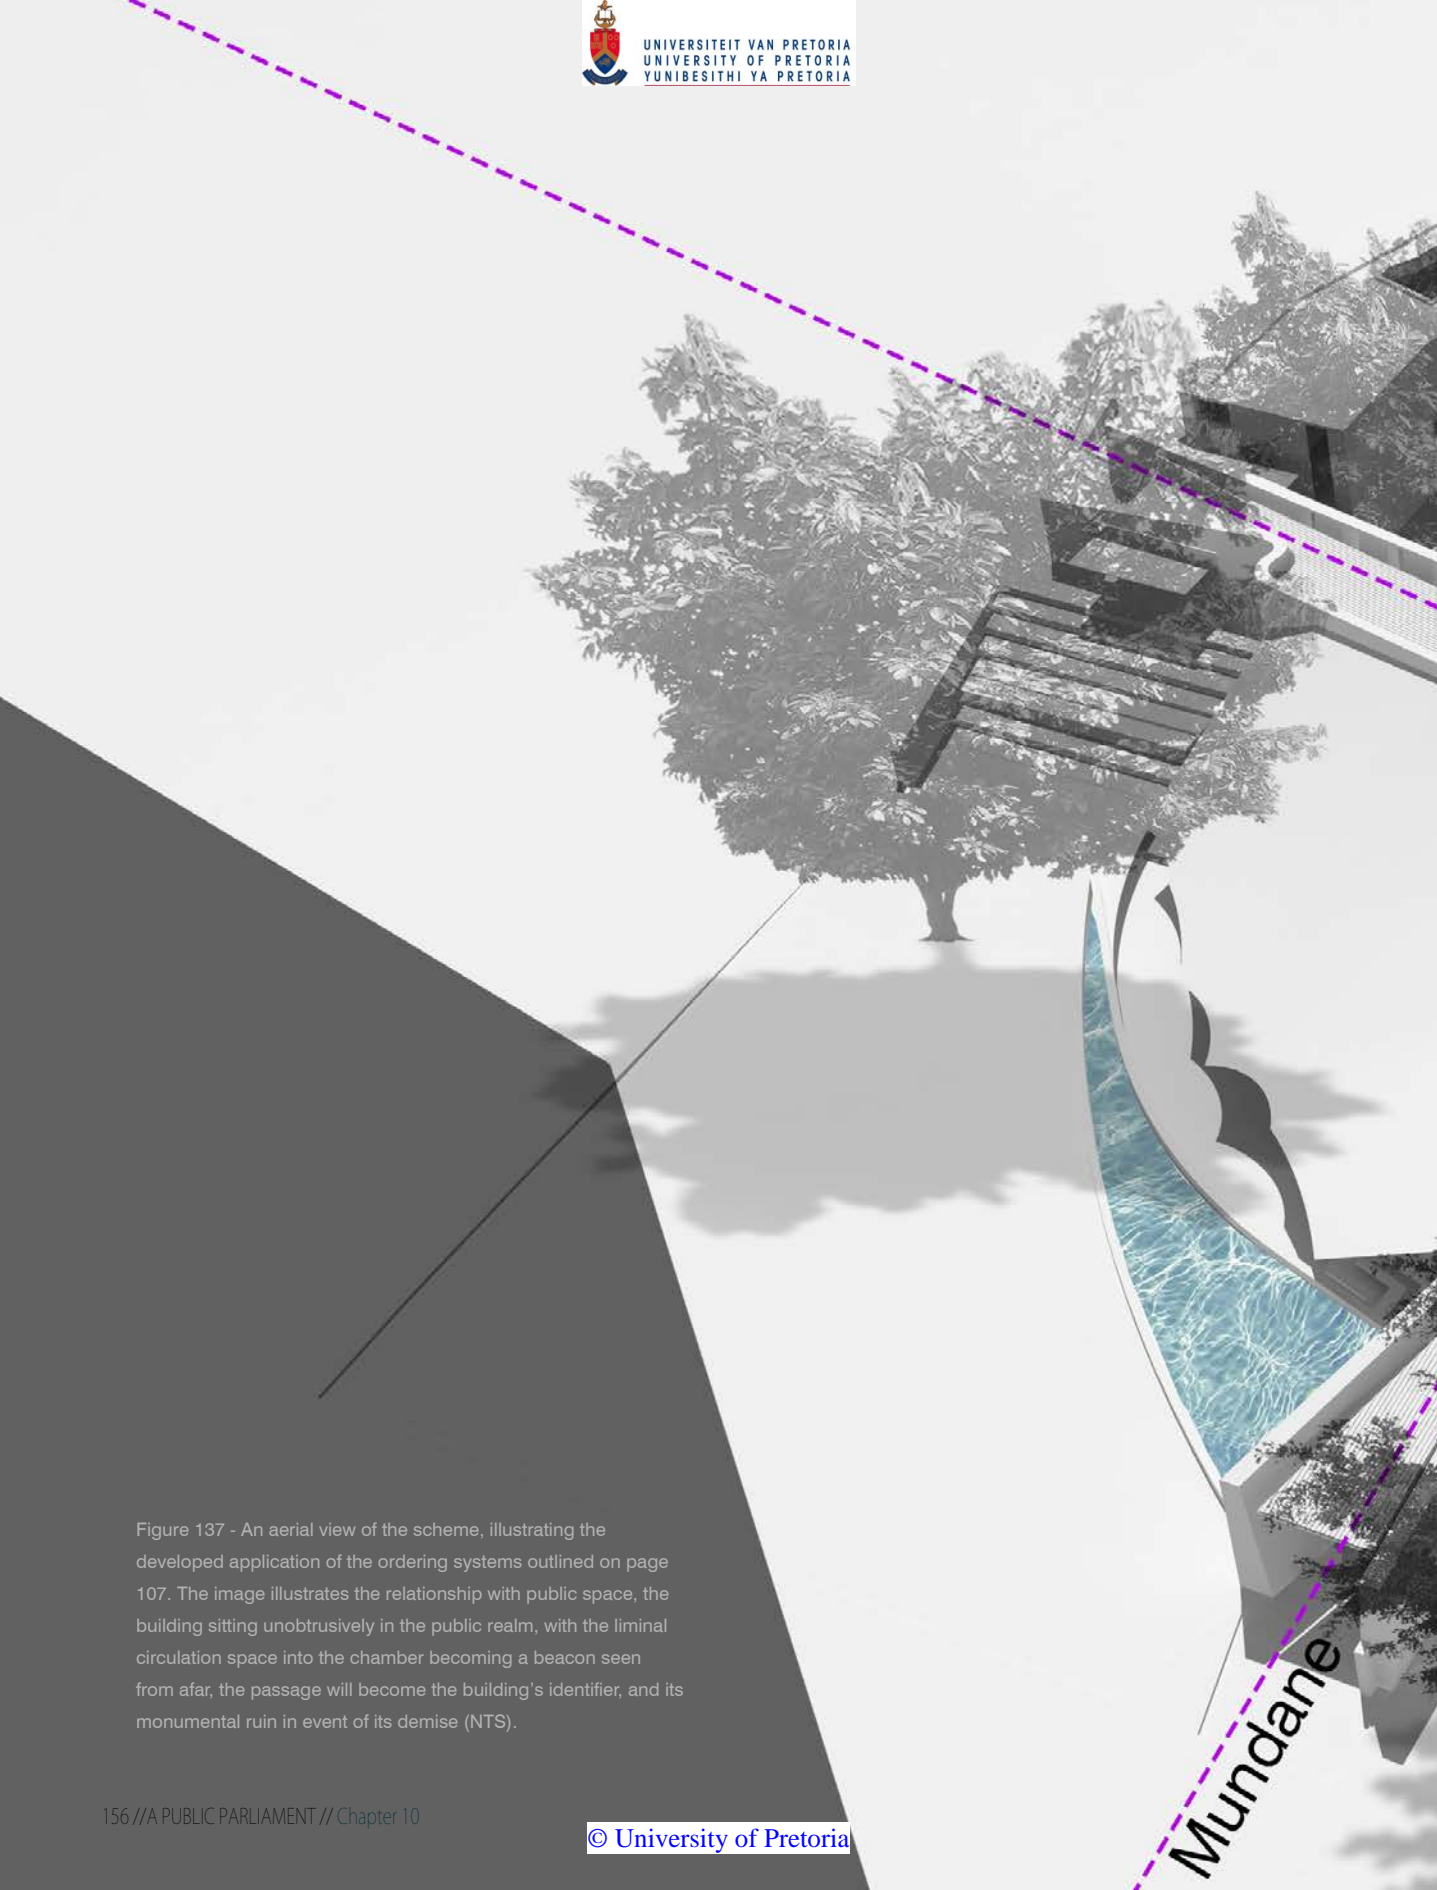 UNIVERSITEIT VAN PRETORIA
UNIVERSITY OF PRETORIA
YUNIBESITHI YA PRETORIA
Figure 137 - An aerial view of the scheme, illustrating the
developed application of the ordering systems outlined on page
107. The image illustrates the relationship with public space, the
building sitting unobtrusively in the public realm, with the liminal
circulation space into the chamber becoming a beacon seen
from afar, the passage will become the building's identifier, and its
monumental ruin in event of its demise (NTS).
Mundane
156 //A PUBLIC PARLIAMENT // Chapter 10
© University of Pretoria